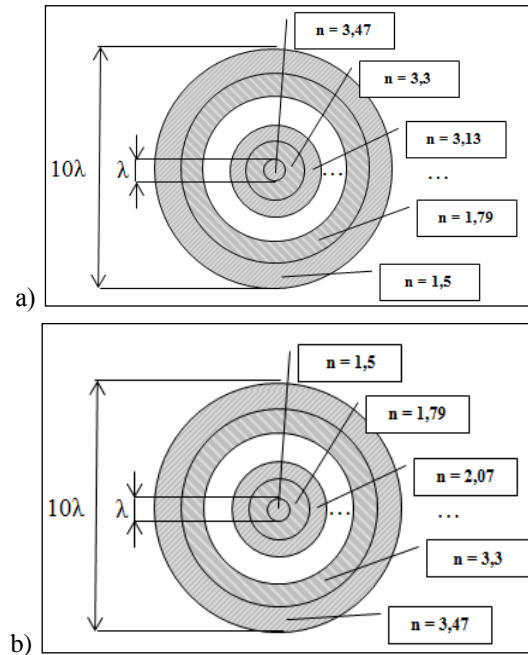 n = 3,47
n = 3,3
n = 3,13
10λ
λ
...
...
n = 1,79
n = 1,5
a)
n = 1,5
n = 1,79
n = 2,07
10λ
λ
...
...
n = 3,3
n = 3,47
b)